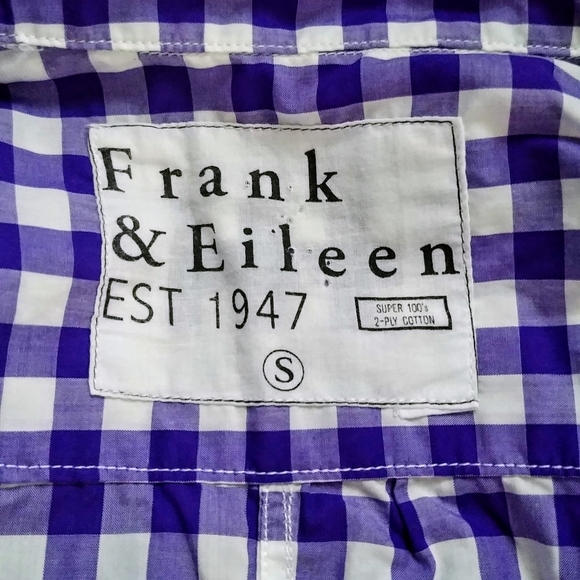 Frank
& Eileen
EST 1947
SUPER 100's
2-PLY COTTON
S